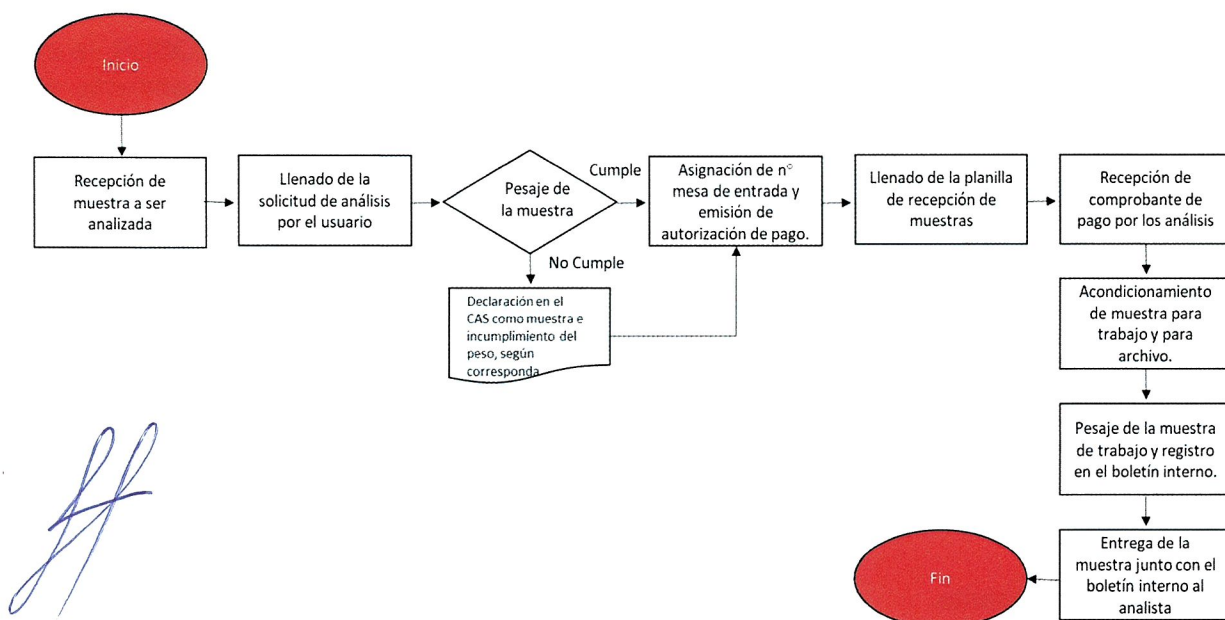 Inicio
Recepción de
muestra a ser
analizada
Llenado de la
solicitud de análisis
por el usuario
Pesaje de
la muestra
Cumple
No Cumple
Declaración en el
CAS como muestra e
incumplimiento del
peso, según
corresponda
Asignación de n°
mesa de entrada y
emisión de
autorización de pago.
Llenado de la planilla
de recepción de
muestras
Recepción de
comprobante de
pago por los análisis
Acondicionamiento
de muestra para
trabajo y para
archivo.
Pesaje de la muestra
de trabajo y registro
en el boletín interno.
Entrega de la
muestra junto con el
boletín interno al
analista
Fin